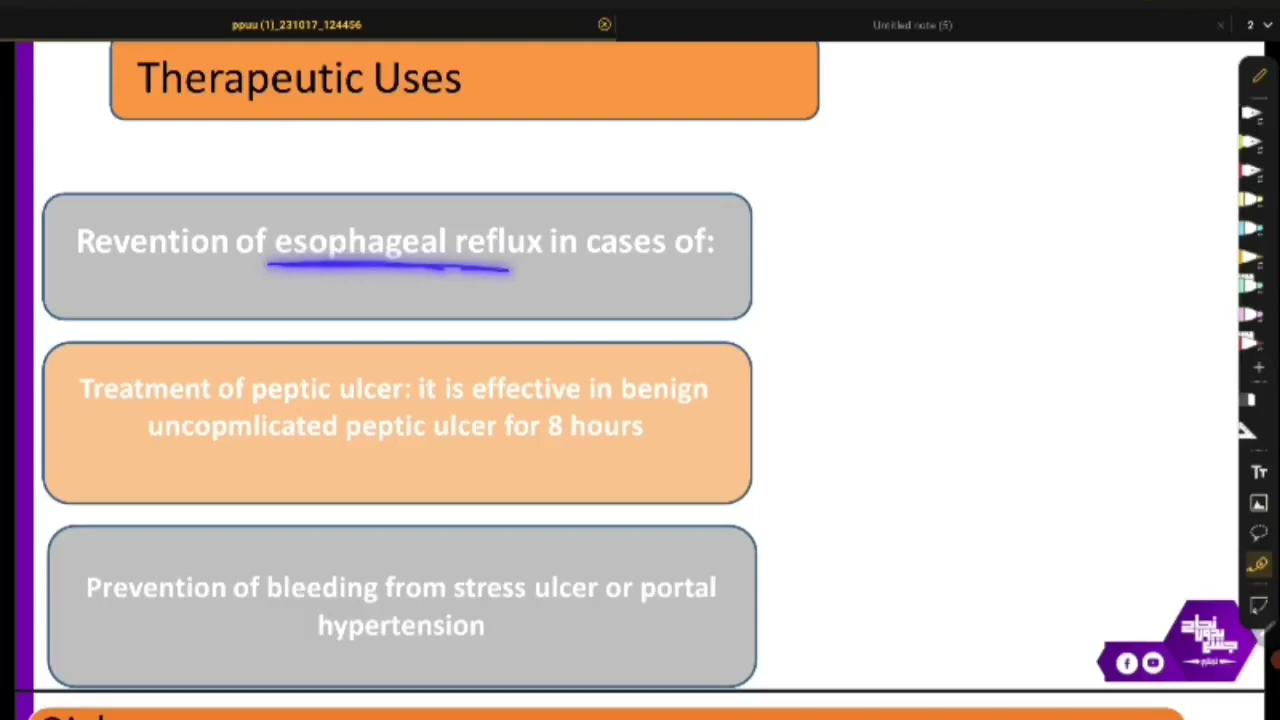 ppuu (1)_231017_124456
Untitled note (5)
2
Therapeutic Uses
Revention of esophageal reflux in cases of:
Treatment of peptic ulcer: it is effective in benign
uncopmlicated peptic ulcer for 8 hours
Prevention of bleeding from stress ulcer or portal
hypertension